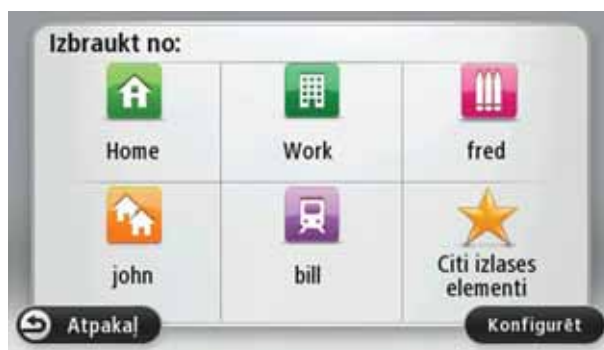 Izbraukt no:
Home
Work
fred
john
bill
Citi izlases
elementi
Atpakaļ
Konfigurēt